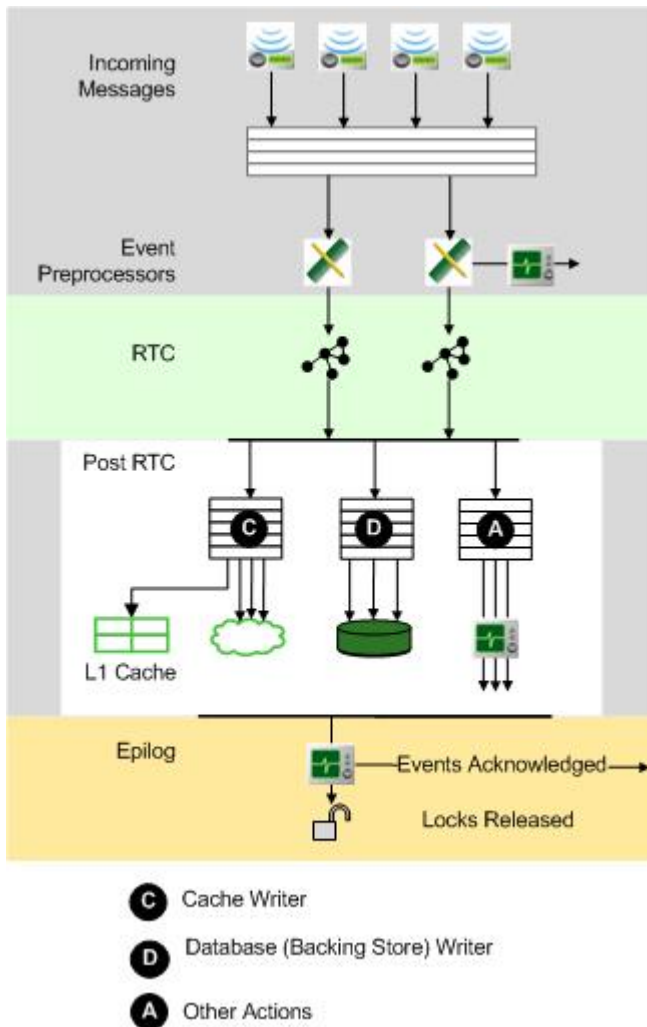 Incoming
Messages
Event
Preprocessors
RTC
Post RTC
C
D
A
L1 Cache
Epilog
Events Acknowledged
Locks Released
C Cache Writer
D Database (Backing Store) Writer
A Other Actions